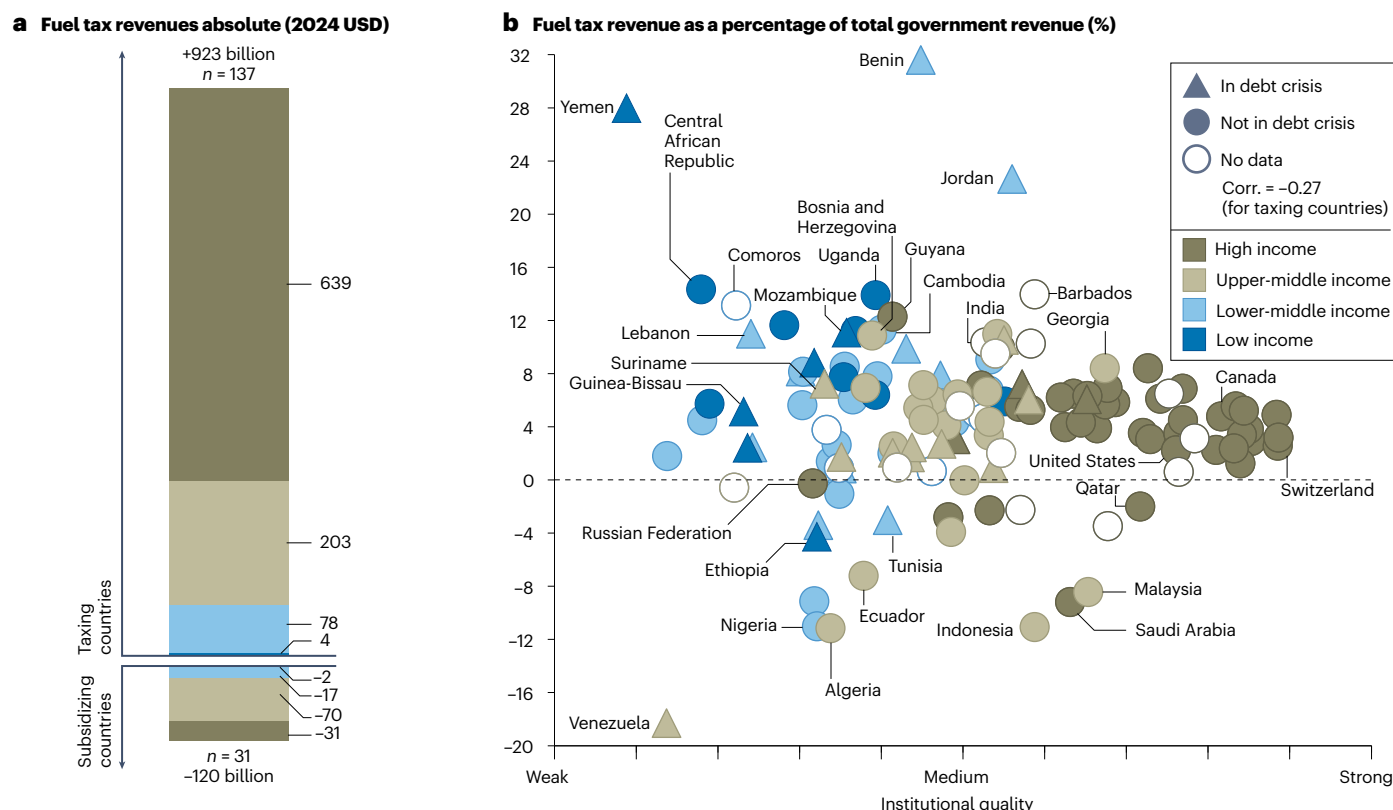 a Fuel tax revenues absolute (2024 USD)
+923 billion
n = 137
639
203
78
4
–2
–17
–70
–31
Taxing
countries
Subsidizing
countries
n = 31
–120 billion
b Fuel tax revenue as a percentage of total government revenue (%)
32
28
24
20
16
12
8
4
0
–4
–8
–12
–16
–20
Benin
Yemen
Central
African
Republic
Jordan
Bosnia and
Herzegovina
Comoros
Uganda
Guyana
Mozambique
Cambodia
India
Barbados
Georgia
Lebanon
Suriname
Guinea-Bissau
Canada
United States
Qatar
Switzerland
Russian Federation
Ethiopia
Tunisia
Ecuador
Nigeria
Indonesia
Malaysia
Saudi Arabia
Algeria
Venezuela
In debt crisis
Not in debt crisis
No data
Corr. = –0.27
(for taxing countries)
High income
Upper-middle income
Lower-middle income
Low income
Weak
Medium
Strong
Institutional quality